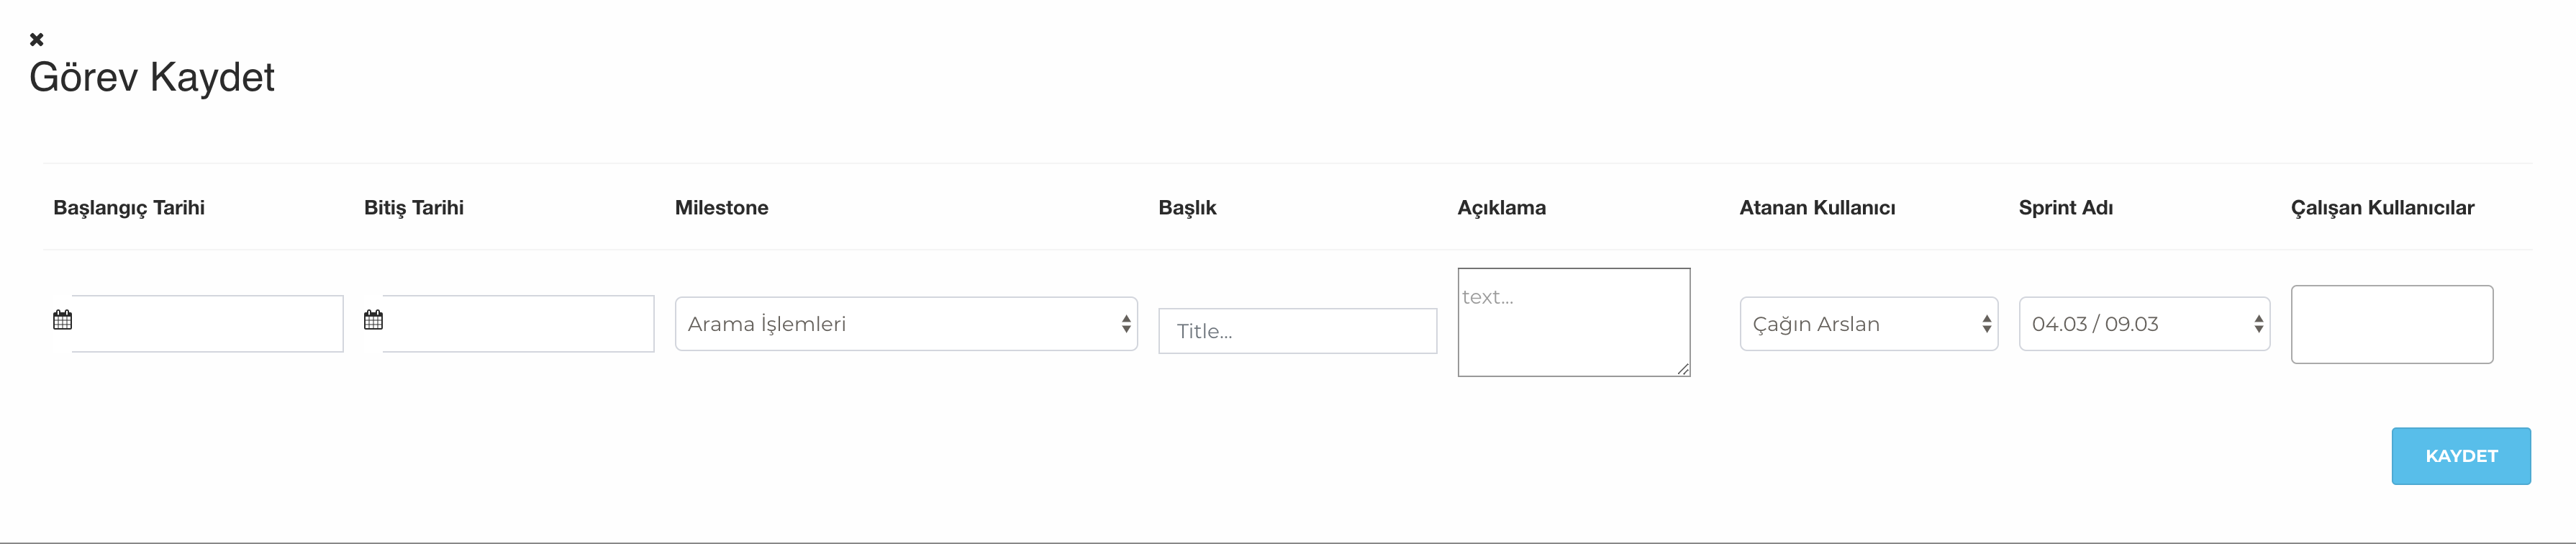 Görev Kaydet
Başlangıç Tarihi Bitiş Tarihi Milestone Başlık Açıklama Atanan Kullanıcı Sprint Adı Çalışan Kullanıcılar
Arama İşlemleri Title... text... Çağın Arslan 04.03 / 09.03
KAYDET